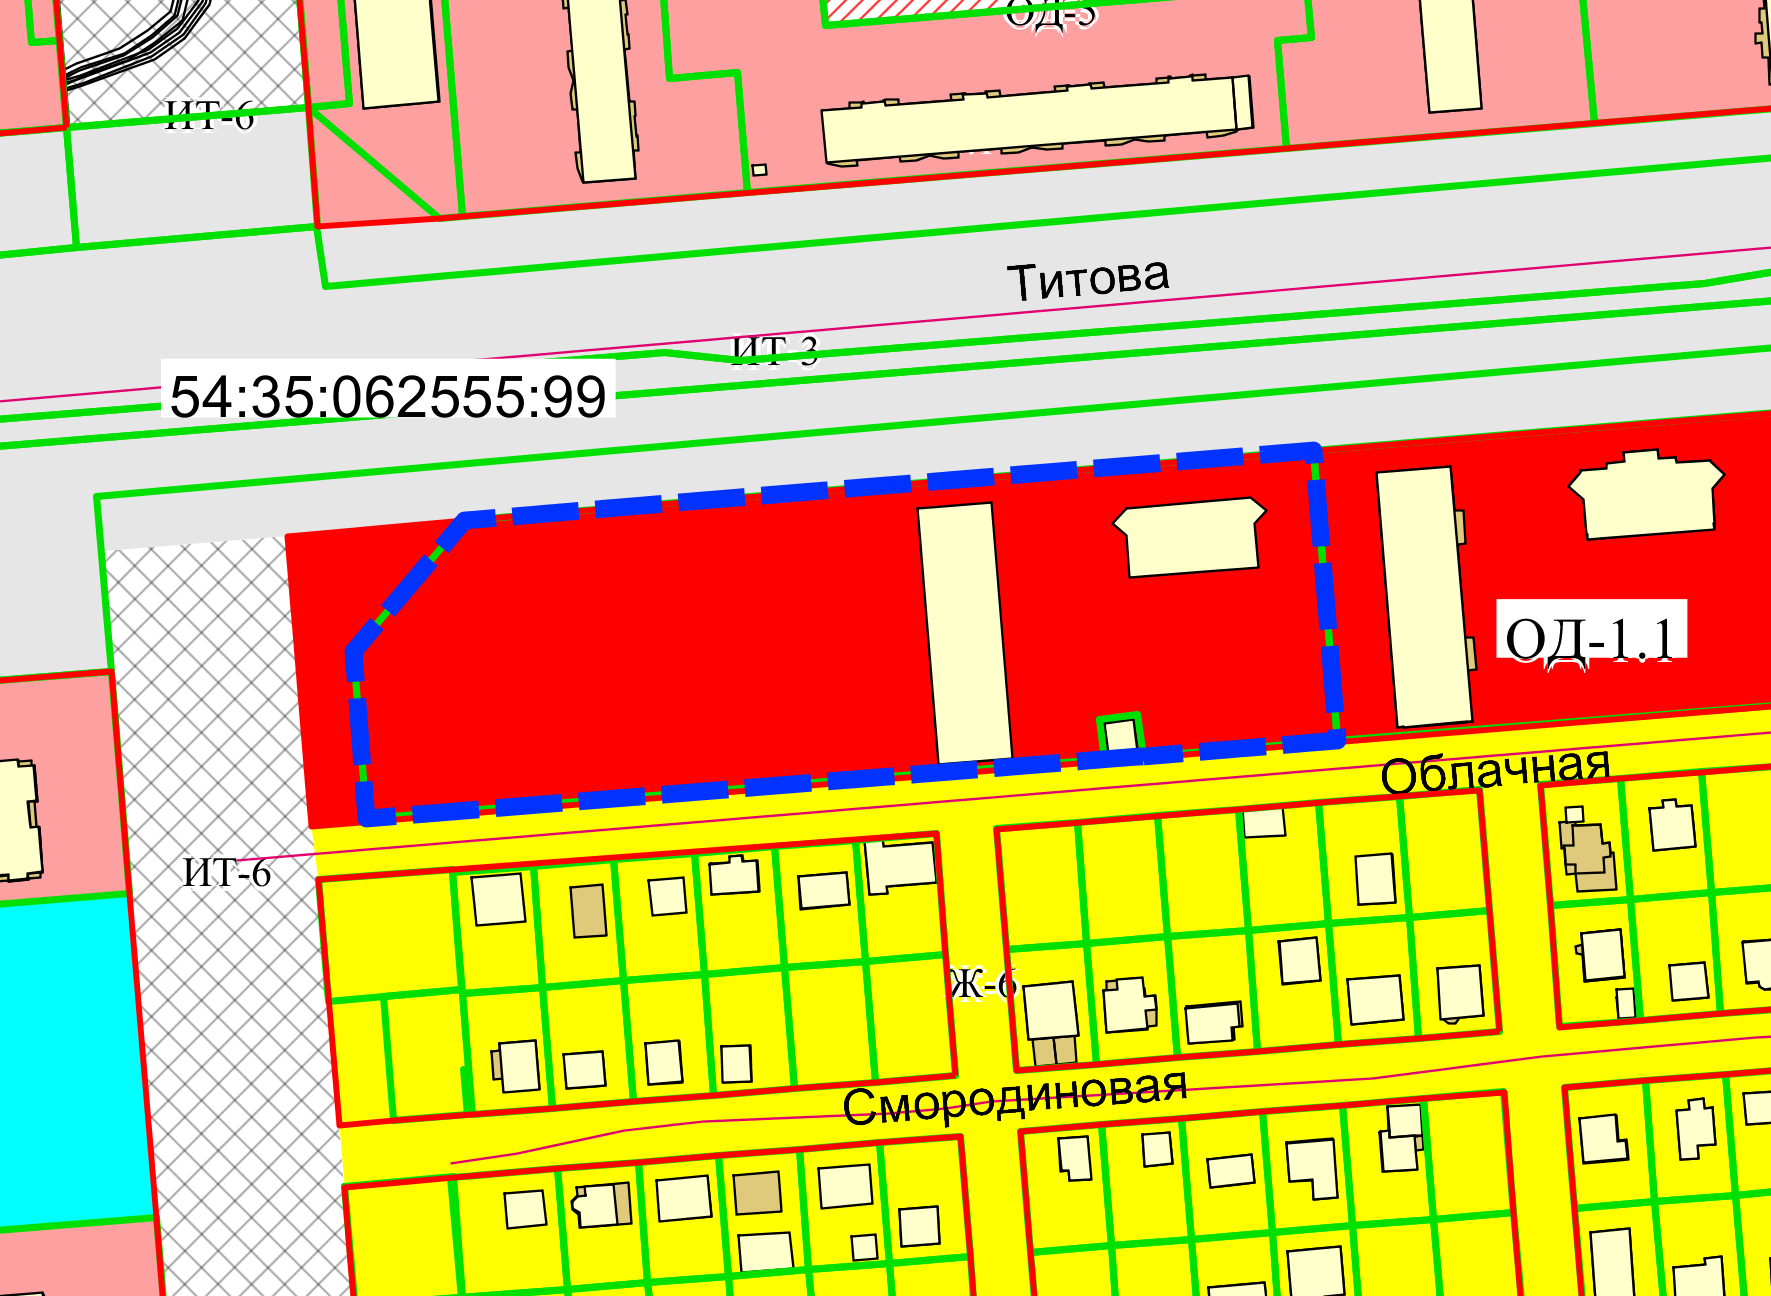 ОД-5
ИТ-6
Титова
ИТ-3
54:35:062555:99
ОД-1.1
Облачная
ИТ-6
Ж-6
Смородиновая